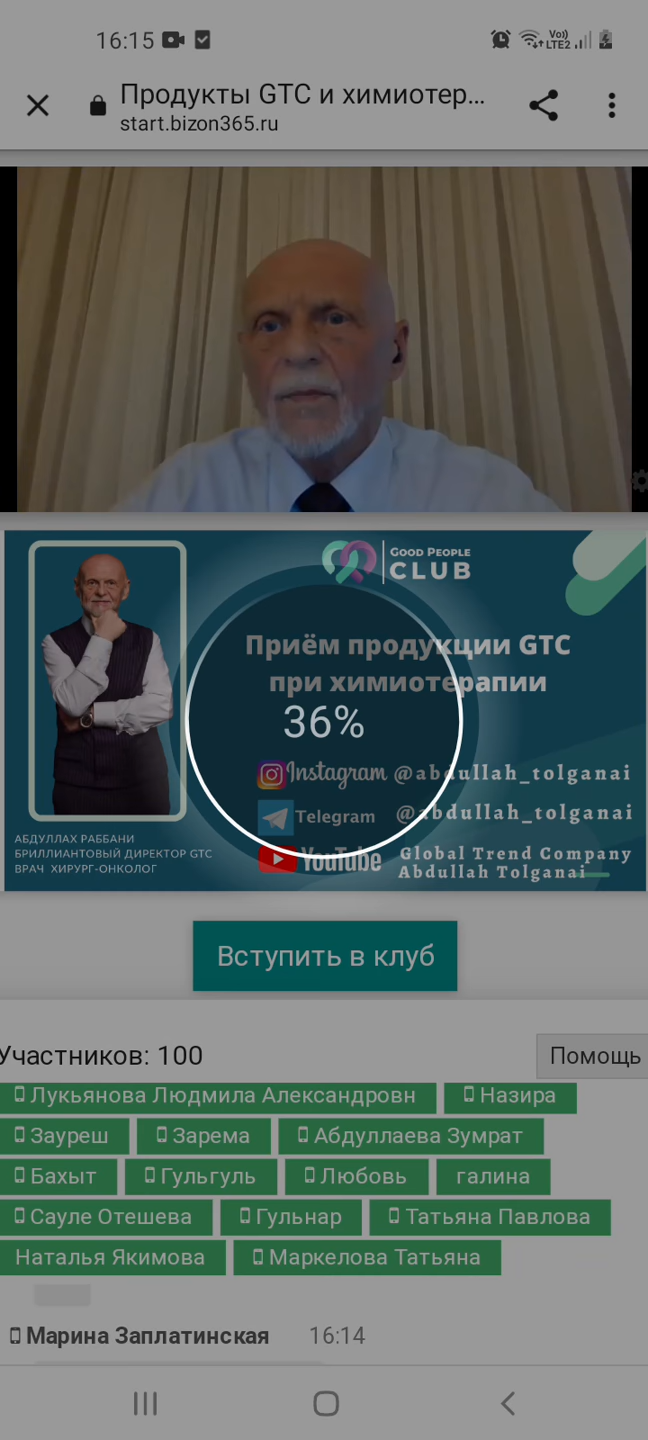 16:15
Vo)) LTE2
Продукты GTC и химиотер...
start.bizon365.ru
GOOD PEOPLE
CLUB
Приём продукции GTC
при химиотерапии
36%
Instagram @abdullah_tolganai
Telegram @abdullah_tolganai
YouTube Global Trend Company
Abdullah Tolganai
АБДУЛЛАХ РАББАНИ
БРИЛЛИАНТОВЫЙ ДИРЕКТОР GTC
ВРАЧ ХИРУРГ-ОНКОЛОГ
Вступить в клуб
Участников: 100 Помощь
Лукьянова Людмила Александровн Назира
Зауреш Зарема Абдуллаева Зумрат
Бахыт Гульгуль Любовь галина
Сауле Отешева Гульнар Татьяна Павлова
Наталья Якимова Маркелова Татьяна
Марина Заплатинская 16:14